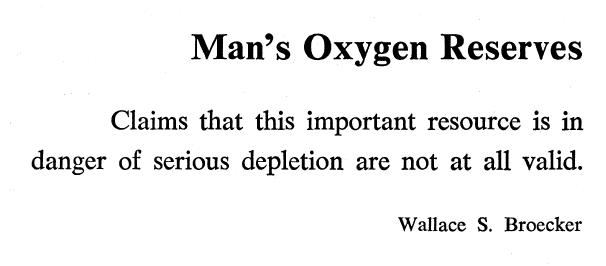 Man's Oxygen Reserves
Claims that this important resource is in
danger of serious depletion are not at all valid.
Wallace S. Broecker